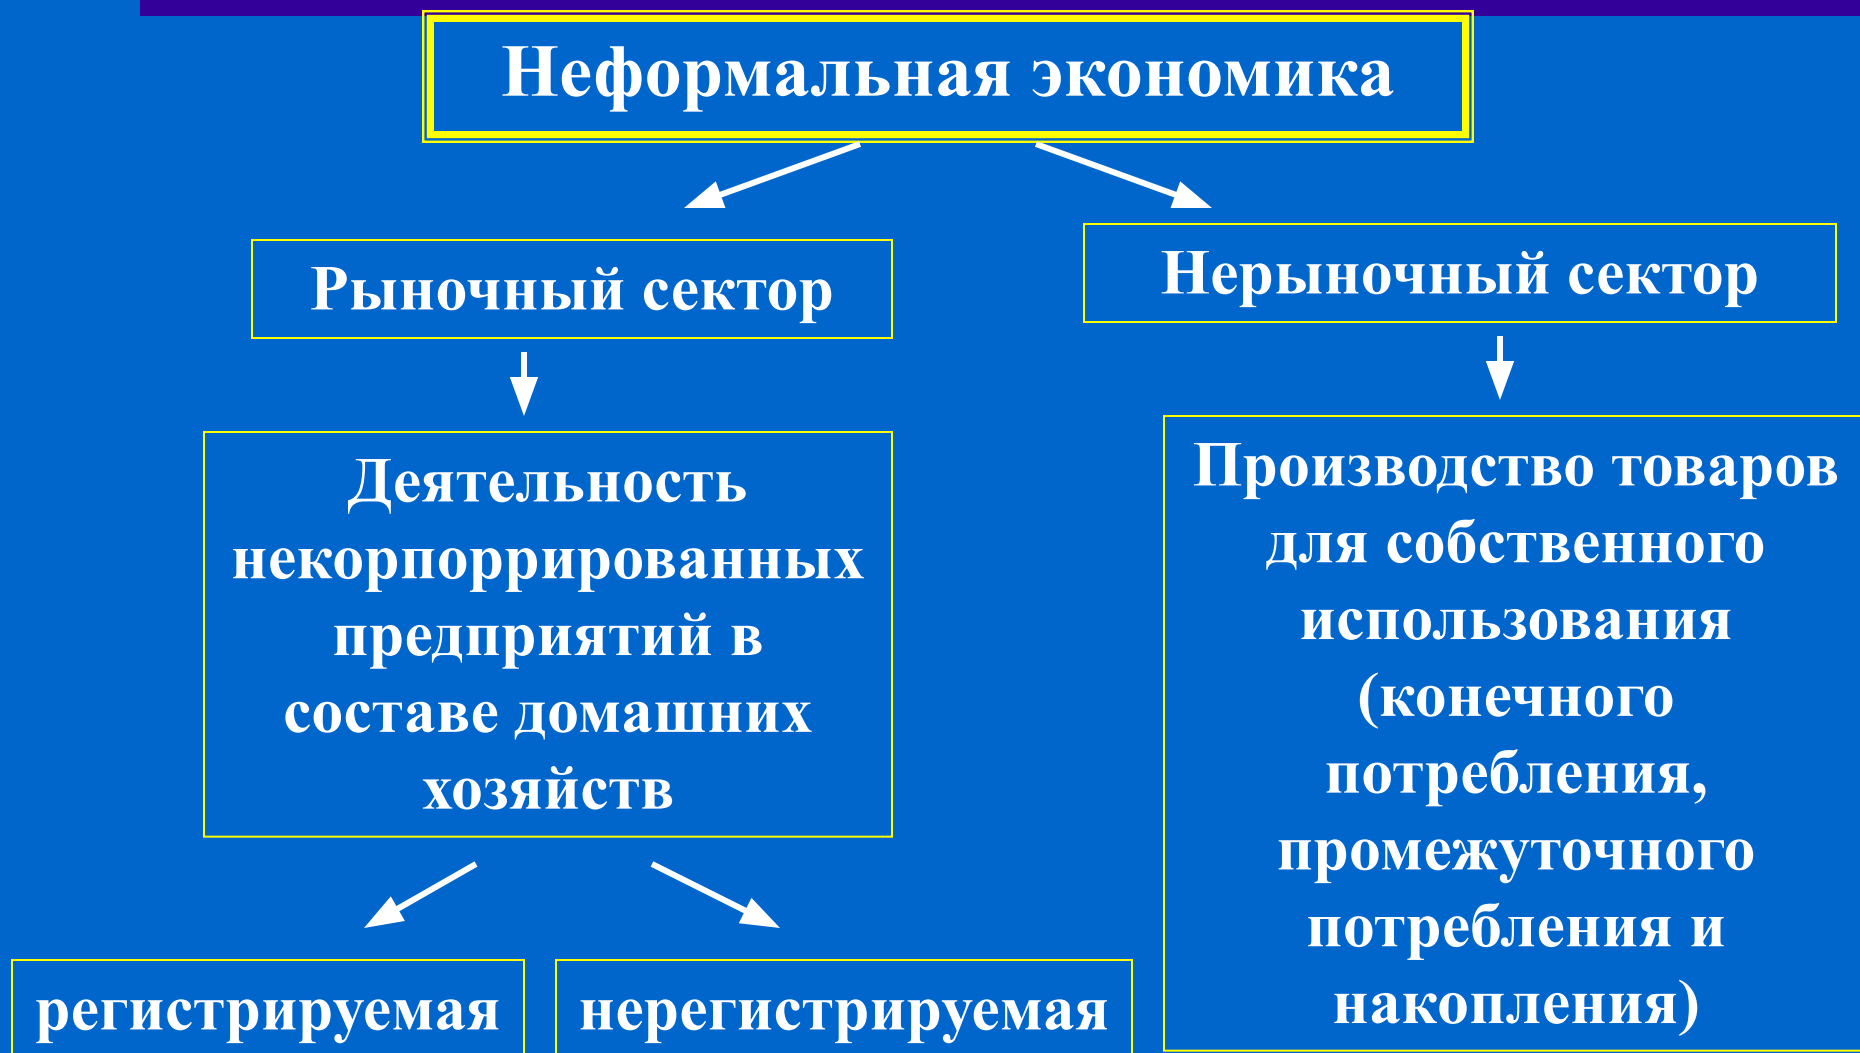 Неформальная экономика
Рыночный сектор
Нерыночный сектор
Деятельность
некорпоррированных
предприятий в
составе домашних
хозяйств
Производство товаров
для собственного
использования
(конечного
потребления,
промежуточного
потребления и
накопления)
регистрируемая
нерегистрируемая